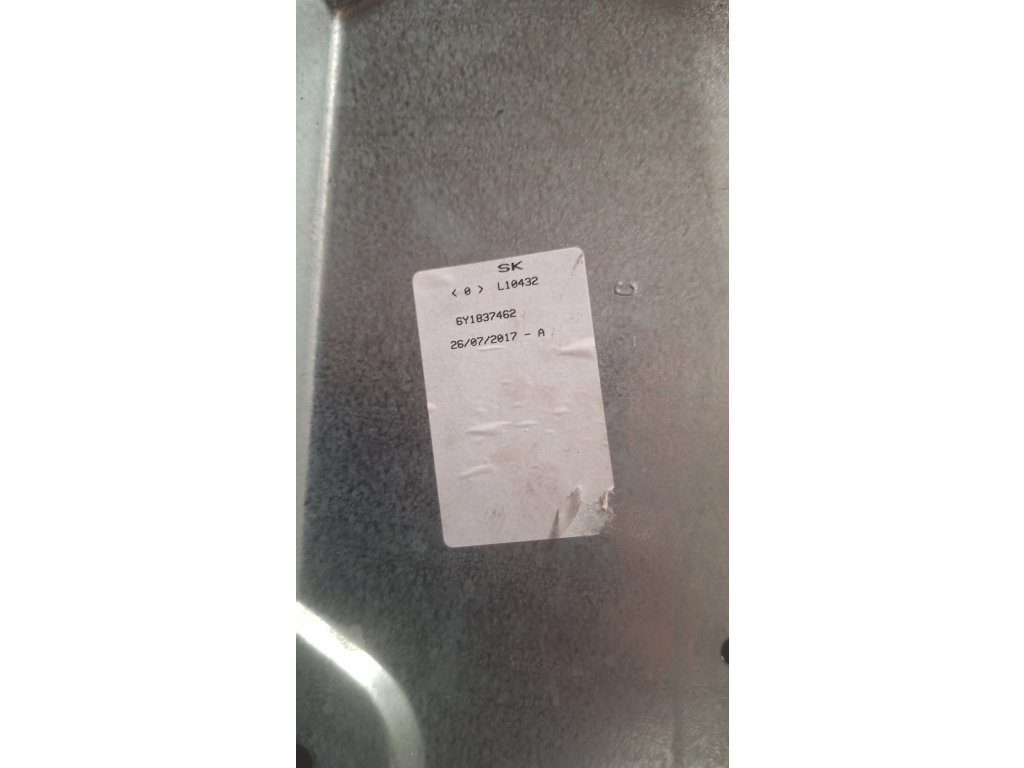 SK
< 0 > L10432
6Y1837462
26/07/2017 - A